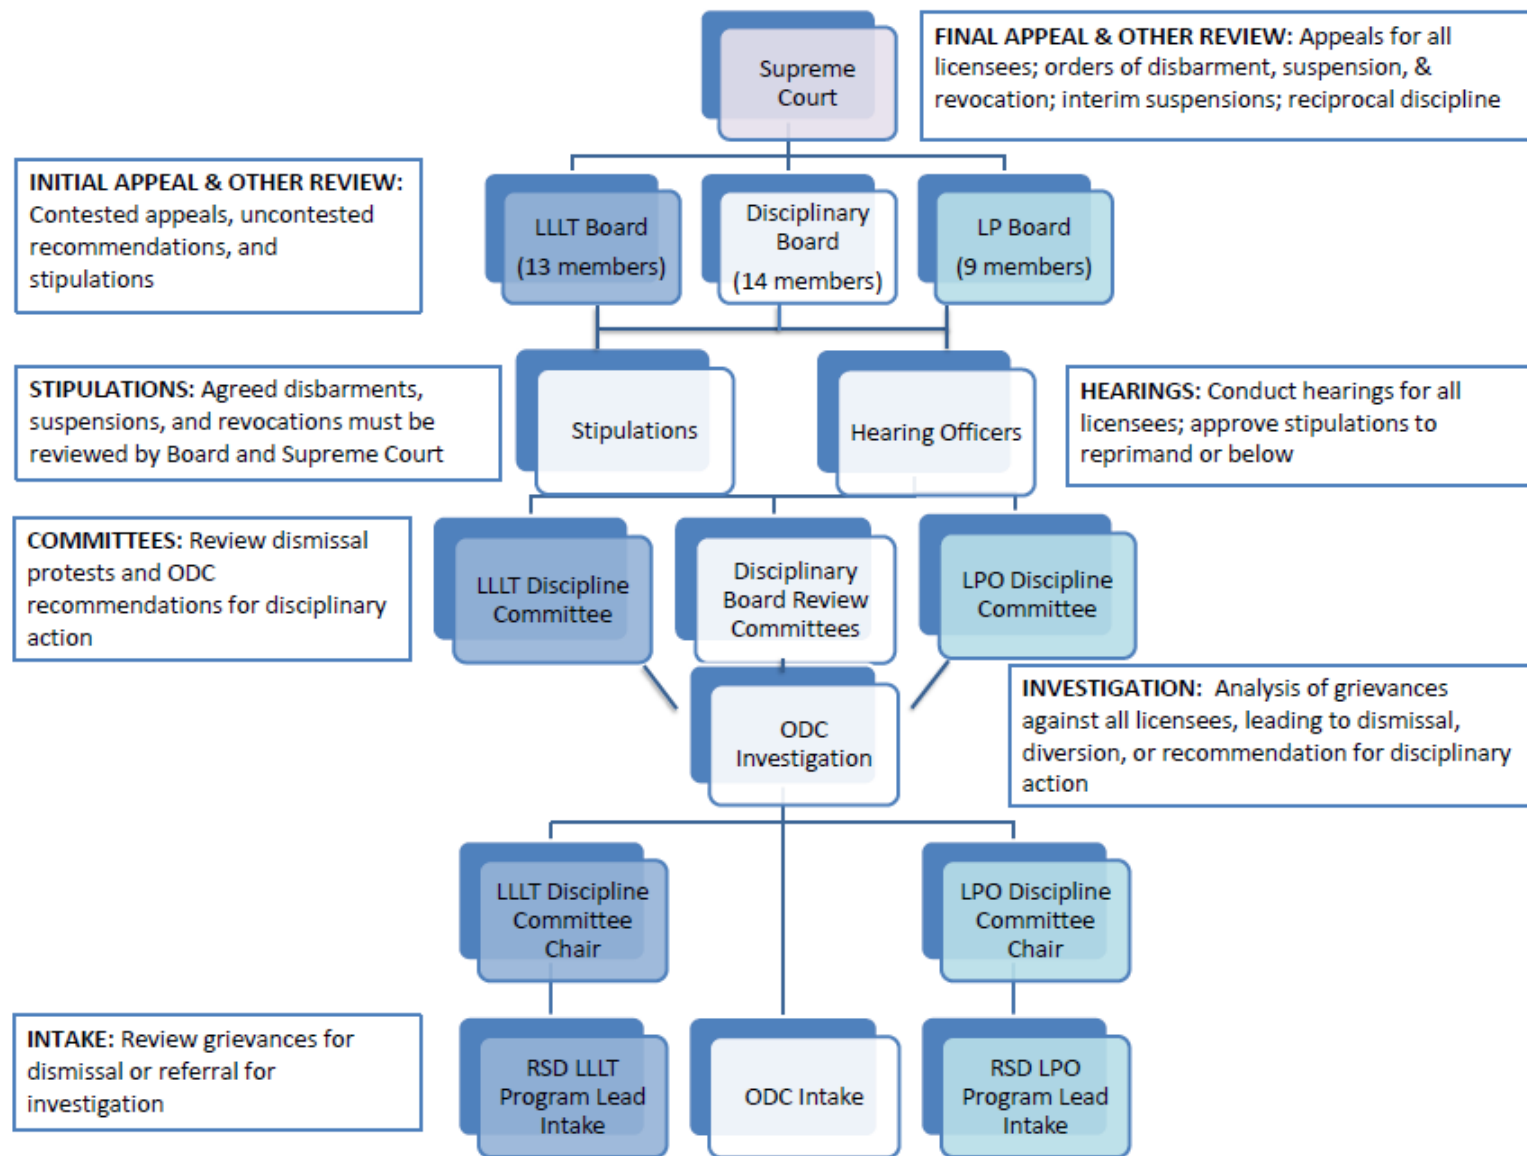 Supreme
Court
FINAL APPEAL & OTHER REVIEW: Appeals for all
licensees; orders of disbarment, suspension, &
revocation; interim suspensions; reciprocal discipline
INITIAL APPEAL & OTHER REVIEW:
Contested appeals, uncontested
recommendations, and
stipulations
LLLT Board
(13 members)
Disciplinary
Board
(14 members)
LP Board
(9 members)
STIPULATIONS: Agreed disbarments,
suspensions, and revocations must be
reviewed by Board and Supreme Court
Stipulations
Hearing Officers
HEARINGS: Conduct hearings for all
licensees; approve stipulations to
reprimand or below
COMMITTEES: Review dismissal
protests and ODC
recommendations for disciplinary
action
LLLT Discipline
Committee
Disciplinary
Board Review
Committees
LPO Discipline
Committee
ODC
Investigation
INVESTIGATION:  Analysis of grievances
against all licensees, leading to dismissal,
diversion, or recommendation for disciplinary
action
LLLT Discipline
Committee
Chair
LPO Discipline
Committee
Chair
INTAKE: Review grievances for
dismissal or referral for
investigation
RSD LLLT
Program Lead
Intake
ODC Intake
RSD LPO
Program Lead
Intake